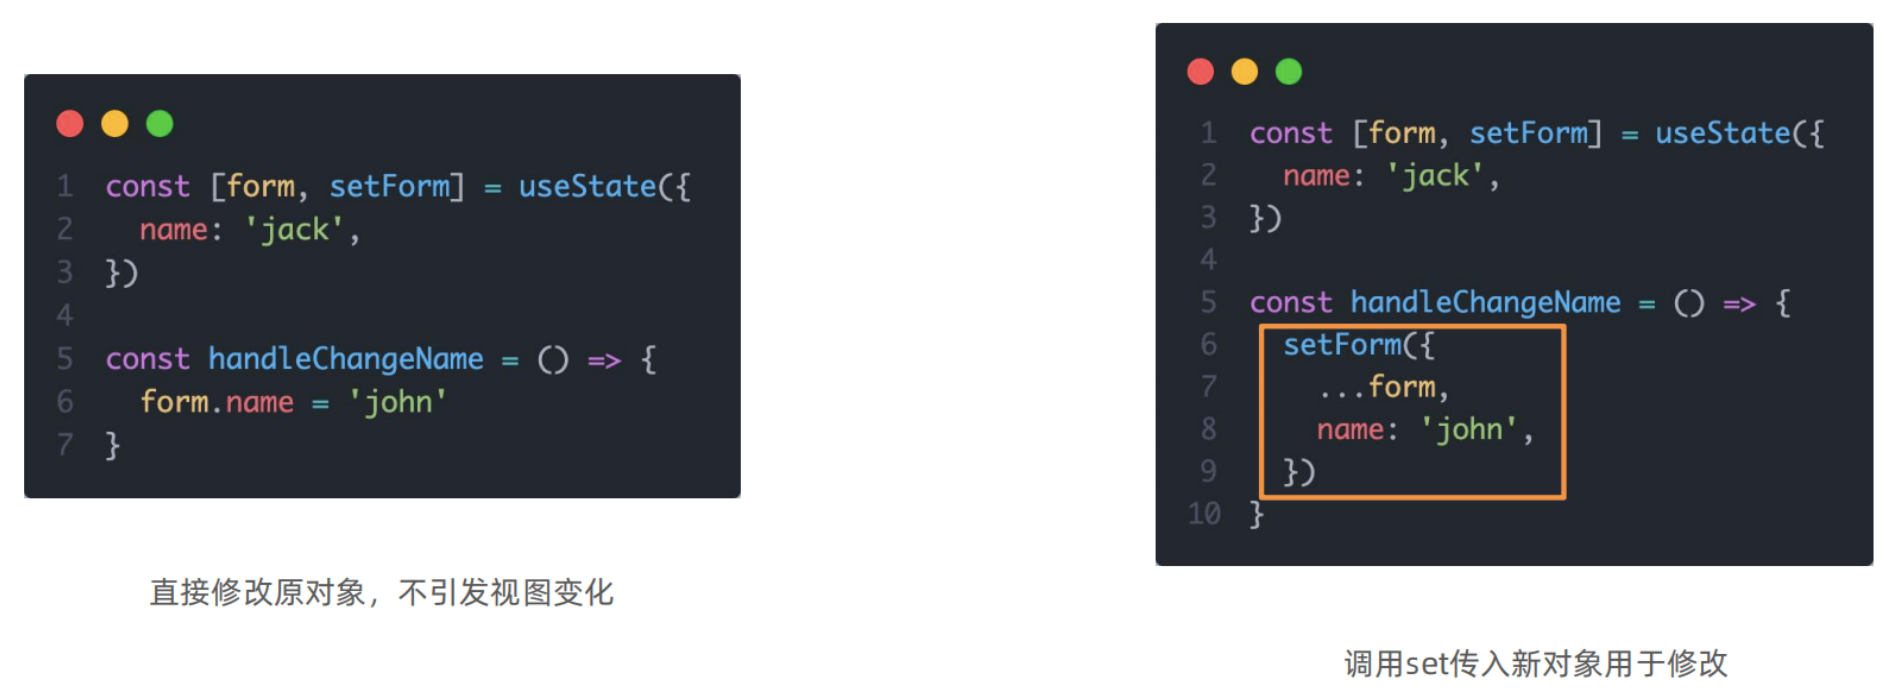 1 const [form, setForm] = useState({
2   name: 'jack',
3 })
4
5 const handleChangeName = () => {
6   form.name = 'john'
7 }
直接修改原对象，不引发视图变化
1 const [form, setForm] = useState({
2   name: 'jack',
3 })
4
5 const handleChangeName = () => {
6   setForm({
7     ...form,
8     name: 'john',
9   })
10 }
调用set传入新对象用于修改